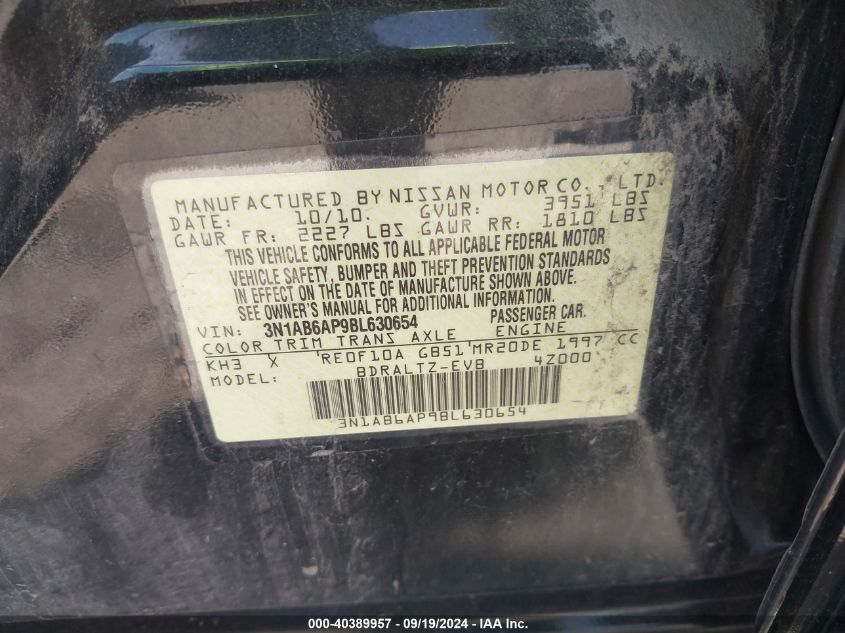 MANUFACTURED BY NISSAN MOTOR CO., LTD
DATE: 10/10. GVWR: 3951 LBS
GAWR FR: 2227 LBS GAWR RR: 1810 LBS
THIS VEHICLE CONFORMS TO ALL APPLICABLE FEDERAL MOTOR
VEHICLE SAFETY, BUMPER AND THEFT PREVENTION STANDARDS
IN EFFECT ON THE DATE OF MANUFACTURE SHOWN ABOVE.
SEE OWNER'S MANUAL FOR ADDITIONAL INFORMATION.
VIN: 3N1AB6AP9BL630654 PASSENGER CAR.
COLOR TRIM TRANS AXLE ENGINE
KH3 X 'RE0F10A GB51'MR20DE 1997 CC
MODEL: BDRALTZ-EVB 4Z000
3N1AB6AP9BL630654
000-40389957 - 09/19/2024 - IAA, Inc.